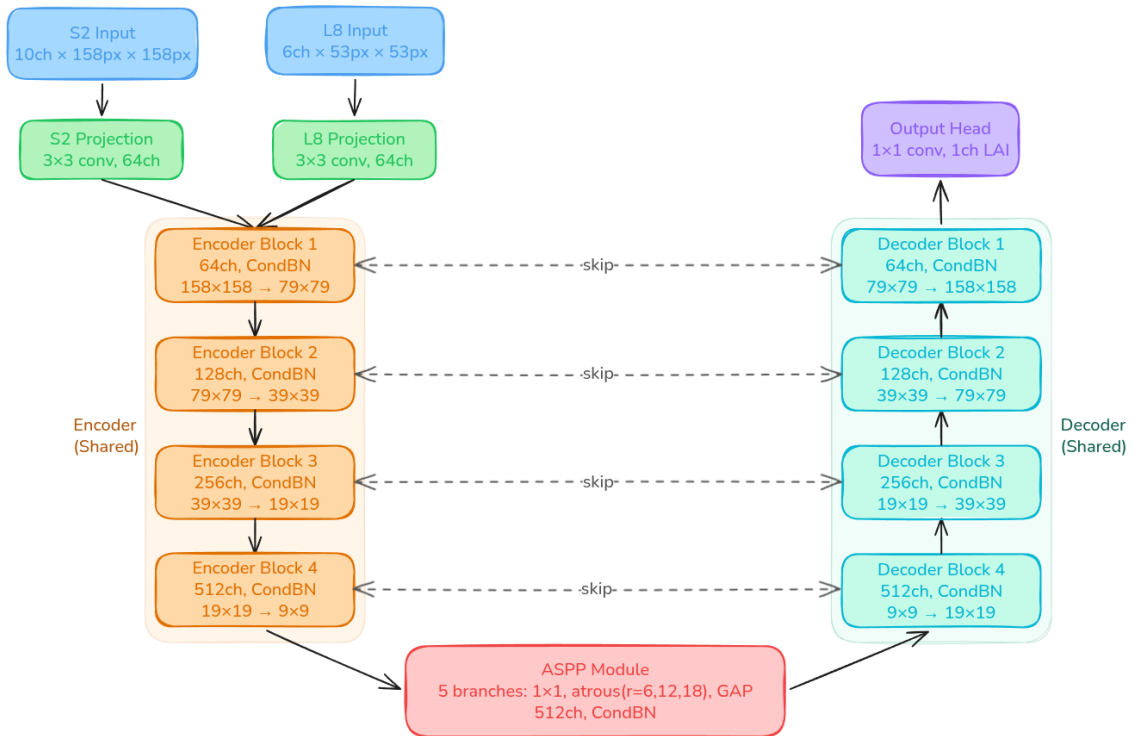 S2 Input
10ch × 158px × 158px
L8 Input
6ch × 53px × 53px
S2 Projection
3×3 conv, 64ch
L8 Projection
3×3 conv, 64ch
Output Head
1×1 conv, 1ch LAI
Encoder Block 1
64ch, CondBN
158×158 → 79×79
skip
Decoder Block 1
64ch, CondBN
79×79 → 158×158
Encoder Block 2
128ch, CondBN
79×79 → 39×39
skip
Decoder Block 2
128ch, CondBN
39×39 → 79×79
Encoder
(Shared)
Decoder
(Shared)
Encoder Block 3
256ch, CondBN
39×39 → 19×19
skip
Decoder Block 3
256ch, CondBN
19×19 → 39×39
Encoder Block 4
512ch, CondBN
19×19 → 9×9
skip
Decoder Block 4
512ch, CondBN
9×9 → 19×19
ASPP Module
5 branches: 1×1, atrous(r=6,12,18), GAP
512ch, CondBN